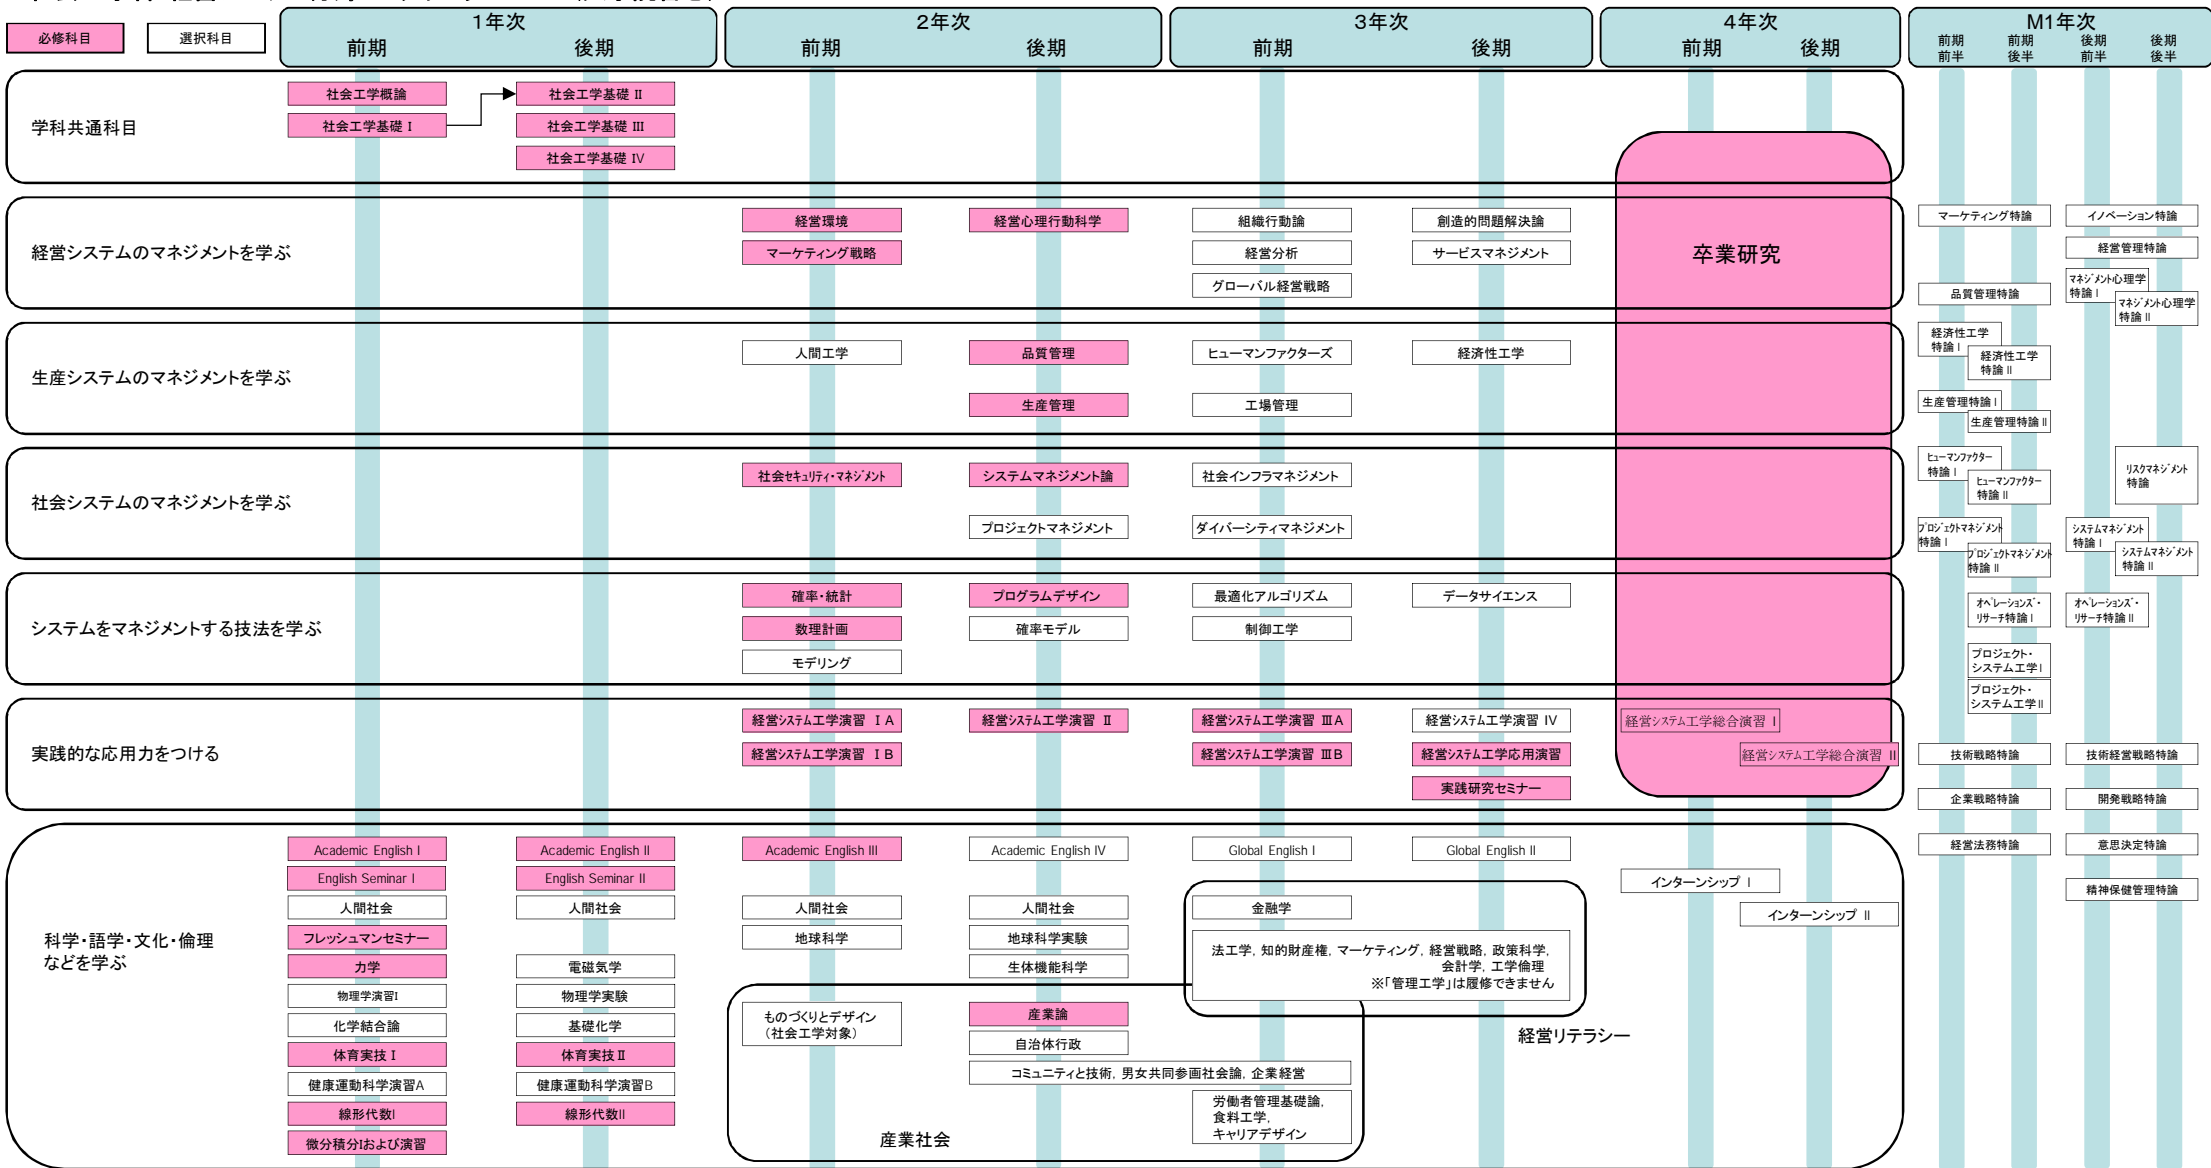 必修科目
選択科目
1年次
前期 後期
2年次
前期 後期
3年次
前期 後期
4年次
前期 後期
M1年次
前期 前期 後期 後期
前半 後半 前半 後半
学科共通科目
社会工学概論
社会工学基礎 I
社会工学基礎 II
社会工学基礎 III
社会工学基礎 IV
卒業研究
経営システムのマネジメントを学ぶ
経営環境
マーケティング戦略
経営心理行動科学
組織行動論
経営分析
グローバル経営戦略
創造的問題解決論
サービスマネジメント
マーケティング特論
品質管理特論
イノベーション特論
経営管理特論
マネジメント心理学
特論 I
マネジメント心理学
特論 II
生産システムのマネジメントを学ぶ
人間工学
品質管理
生産管理
ヒューマンファクターズ
工場管理
経済性工学
経済性工学
特論 I
経済性工学
特論 II
生産管理特論 I
生産管理特論 II
社会システムのマネジメントを学ぶ
社会セキュリティ・マネジメント
システムマネジメント論
プロジェクトマネジメント
社会インフラマネジメント
ダイバーシティマネジメント
ヒューマンファクター
特論 I
ヒューマンファクター
特論 II
リスクマネジメント
特論
プロジェクトマネジメント
特論 I
プロジェクトマネジメント
特論 II
システムマネジメント
特論 I
システムマネジメント
特論 II
システムをマネジメントする技法を学ぶ
確率・統計
数理計画
モデリング
プログラムデザイン
確率モデル
最適化アルゴリズム
制御工学
データサイエンス
オペレーションズ・
リサーチ特論 I
オペレーションズ・
リサーチ特論 II
プロジェクト・
システム工学I
プロジェクト・
システム工学II
実践的な応用力をつける
経営システム工学演習 I A
経営システム工学演習 I B
経営システム工学演習 II
経営システム工学演習 IIIA
経営システム工学演習 IIIB
経営システム工学演習 IV
経営システム工学応用演習
実践研究セミナー
経営システム工学総合演習 I
経営システム工学総合演習 II
技術戦略特論
技術経営戦略特論
企業戦略特論
開発戦略特論
経営法務特論
意思決定特論
精神保健管理特論
科学・語学・文化・倫理
などを学ぶ
Academic English I
English Seminar I
人間社会
フレッシュマンセミナー
力学
物理学演習I
化学結合論
体育実技 I
健康運動科学演習A
線形代数I
微分積分Iおよび演習
Academic English II
English Seminar II
人間社会
電磁気学
物理学実験
基礎化学
体育実技 II
健康運動科学演習B
線形代数II
Academic English III
人間社会
地球科学
ものづくりとデザイン
（社会工学対象）
Academic English IV
人間社会
地球科学実験
生体機能科学
産業論
自治体行政
コミュニティと技術, 男女共同参画社会論, 企業経営
労働者管理基礎論,
食料工学,
キャリアデザイン
産業社会
Global English I
Global English II
金融学
法工学, 知的財産権, マーケティング, 経営戦略, 政策科学,
会計学, 工学倫理
※「管理工学」は履修できません
経営リテラシー
インターンシップ I
インターンシップ II